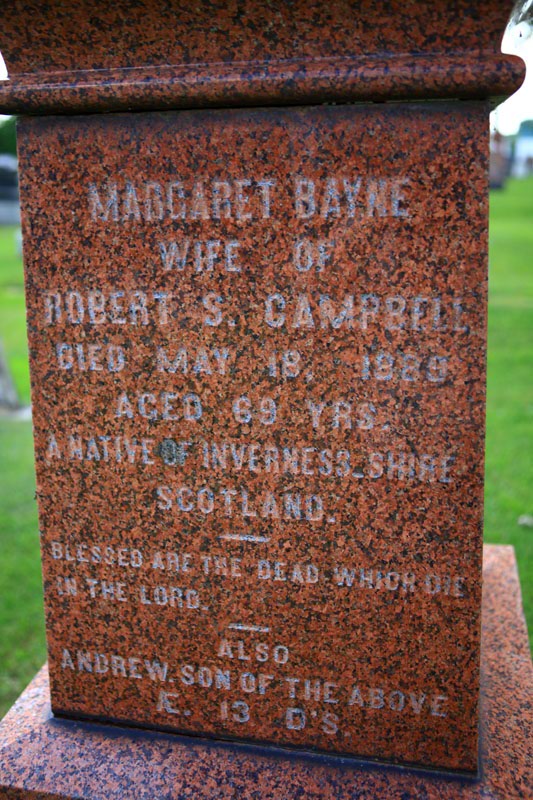 MARGARET BAYNE
WIFE OF
ROBERT S. CAMPBELL
DIED MAY 19, 1889
AGED 69 YRS.
A NATIVE OF INVERNESS-SHIRE
SCOTLAND.
BLESSED ARE THE DEAD WHICH DIE
IN THE LORD.
ALSO
ANDREW, SON OF THE ABOVE
Æ. 13 D'S.